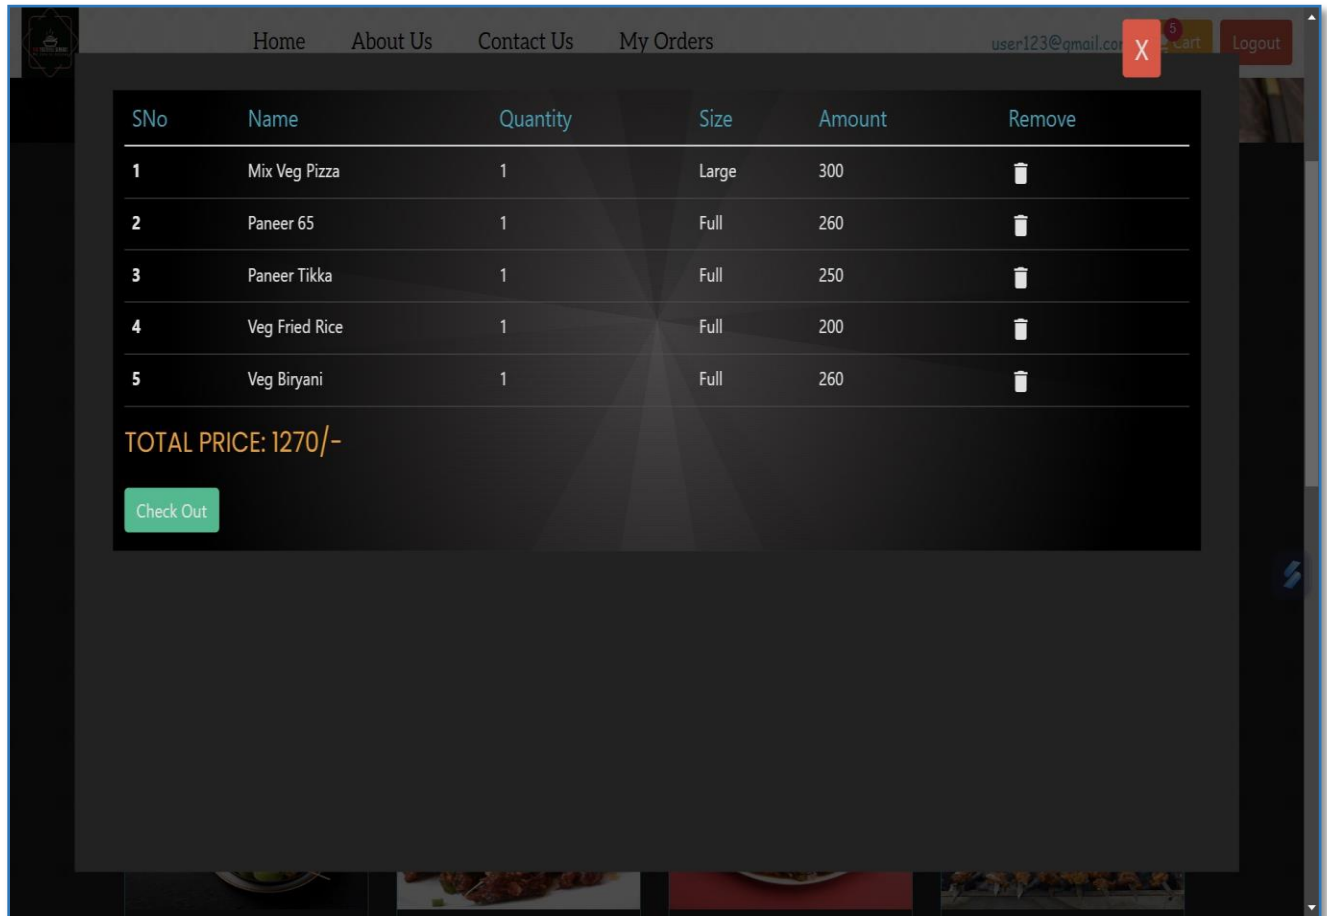 Home About Us Contact Us My Orders user123@gmail.com 5 Cart Logout
X
SNo Name Quantity Size Amount Remove
1 Mix Veg Pizza 1 Large 300
2 Paneer 65 1 Full 260
3 Paneer Tikka 1 Full 250
4 Veg Fried Rice 1 Full 200
5 Veg Biryani 1 Full 260
TOTAL PRICE: 1270/-
Check Out